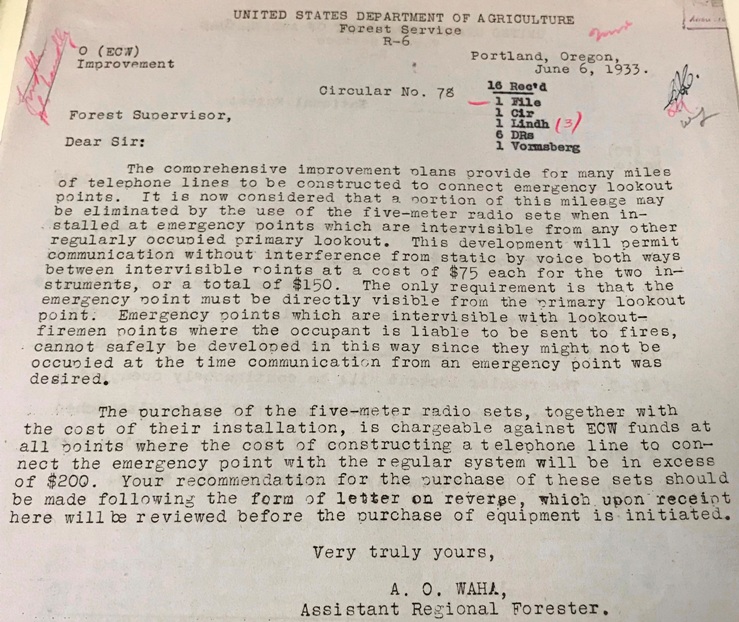 UNITED STATES DEPARTMENT OF AGRICULTURE
Forest Service
R-6
O (ECW)
Improvement
Portland, Oregon,
June 6, 1933.
Circular No. 78
16 Rec'd
1 File
1 Cir
1 Lindh (3)
6 DRs
1 Vormsberg
Forest Supervisor,
Dear Sir:
The comprehensive improvement plans provide for many miles
of telephone lines to be constructed to connect emergency lookout
points. It is now considered that a portion of this mileage may
be eliminated by the use of the five-meter radio sets when in-
stalled at emergency points which are intervisible from any other
regularly occupied primary lookout. This development will permit
communication without interference from static by voice both ways
between intervisible points at a cost of $75 each for the two in-
struments, or a total of $150. The only requirement is that the
emergency point must be directly visible from the primary lookout
point. Emergency points which are intervisible with lookout-
firemen points where the occupant is liable to be sent to fires,
cannot safely be developed in this way since they might not be
occupied at the time communication from an emergency point was
desired.
The purchase of the five-meter radio sets, together with
the cost of their installation, is chargeable against ECW funds at
all points where the cost of constructing a telephone line to con-
nect the emergency point with the regular system will be in excess
of $200. Your recommendation for the purchase of these sets should
be made following the form of letter on reverse, which upon receipt
here will be reviewed before the purchase of equipment is initiated.
Very truly yours,
A. O. WAHA,
Assistant Regional Forester.